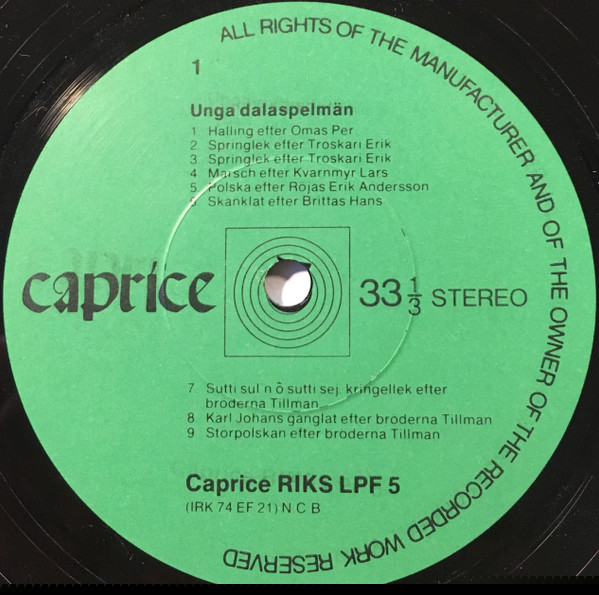 ALL RIGHTS OF THE MANUFACTURER AND OF THE OWNER OF THE RECORDED WORK RESERVED
1
Unga dalaspelmän
1 Halling efter Omas Per
2. Springlek efter Troskari Erik
3 Springlek efter Troskari Erik
4 Marsch efter Kvarnmyr Lars
5 Polska efter Röjas Erik Andersson
6 Skänklåt efter Brittas Hans
caprice
33 1/3 STEREO
7. Sutti sul'n ô sutti sej, kringellek efter
bröderna Tillman
8 Karl Johans gånglåt efter bröderna Tillman
9 Storpolskan efter bröderna Tillman
Caprice RIKS LPF 5
(IRK 74 EF 21) N C B